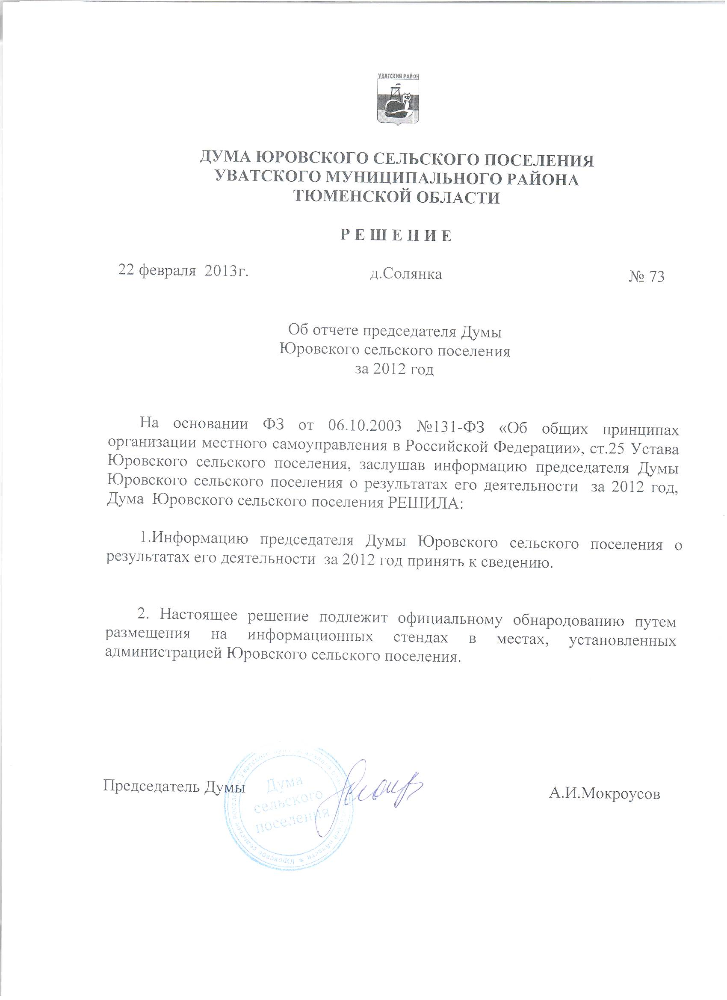 УВАТСКИЙ РАЙОН
ДУМА ЮРОВСКОГО СЕЛЬСКОГО ПОСЕЛЕНИЯ
УВАТСКОГО МУНИЦИПАЛЬНОГО РАЙОНА
ТЮМЕНСКОЙ ОБЛАСТИ
Р Е Ш Е Н И Е
22 февраля 2013г. д.Солянка № 73
Об отчете председателя Думы
Юровского сельского поселения
за 2012 год
На основании ФЗ от 06.10.2003 №131-ФЗ «Об общих принципах
организации местного самоуправления в Российской Федерации», ст.25 Устава
Юровского сельского поселения, заслушав информацию председателя Думы
Юровского сельского поселения о результатах его деятельности за 2012 год,
Дума Юровского сельского поселения РЕШИЛА:
1.Информацию председателя Думы Юровского сельского поселения о
результатах его деятельности за 2012 год принять к сведению.
2. Настоящее решение подлежит официальному обнародованию путем
размещения на информационных стендах в местах, установленных
администрацией Юровского сельского поселения.
Председатель Думы А.И.Мокроусов
Дума
сельского
поселения
области * Юровское сельское поселение Уватского